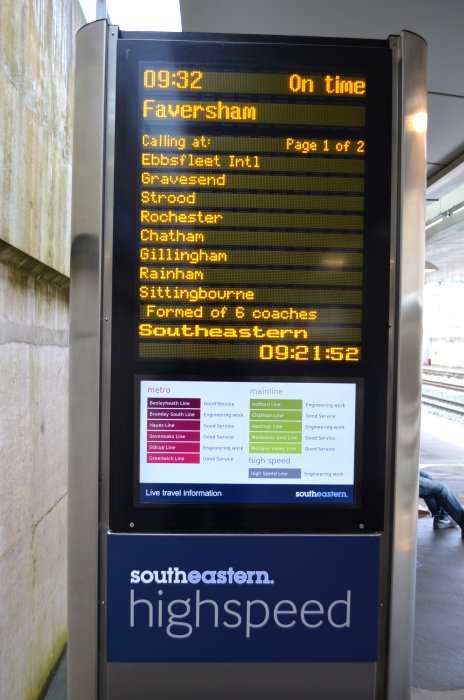 09:32 On time
Faversham
Calling at: Page 1 of 2
Ebbsfleet Intl
Gravesend
Strood
Rochester
Chatham
Gillingham
Rainham
Sittingbourne
Formed of 6 coaches
Southeastern
09:21:52
metro
Bexleyheath Line Good Service
Bromley South Line Engineering work
Hayes Line Good Service
Sevenoaks Line Good Service
Sidcup Line Engineering work
Greenwich Line Good Service
mainline
Ashford Line Engineering work
Chatham Line Good Service
Hastings Line Engineering work
Maidstone East Line Good Service
Medway Valley Line Good Service
high speed
High Speed Line Engineering work
Live travel information southeastern.
southeastern.
highspeed